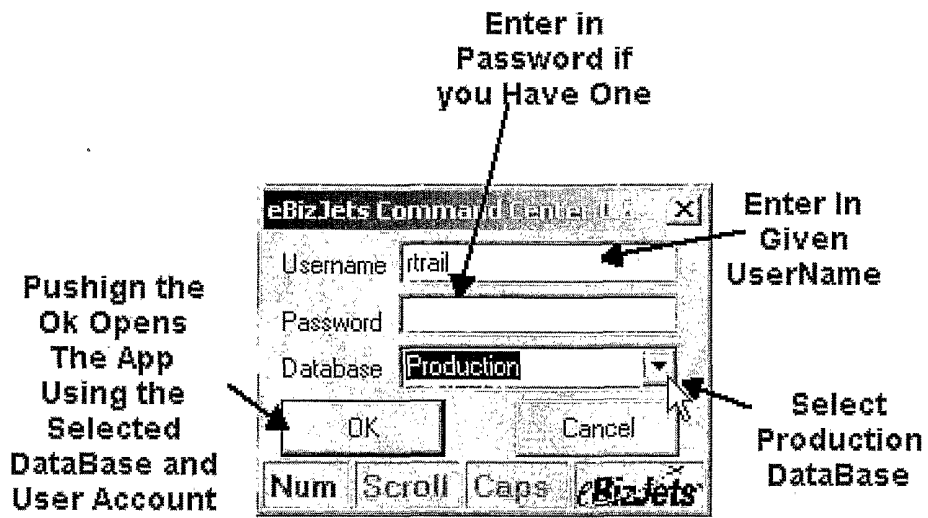 Enter in
Password if
you Have One
eBizJets Command Center
Enter In
Given
UserName
Username rtrail
Password
Database Production
Pushign the
Ok Opens
The App
Using the
Selected
DataBase and
User Account
OK
Cancel
Select
Production
DataBase
Num Scroll Caps eBizJets